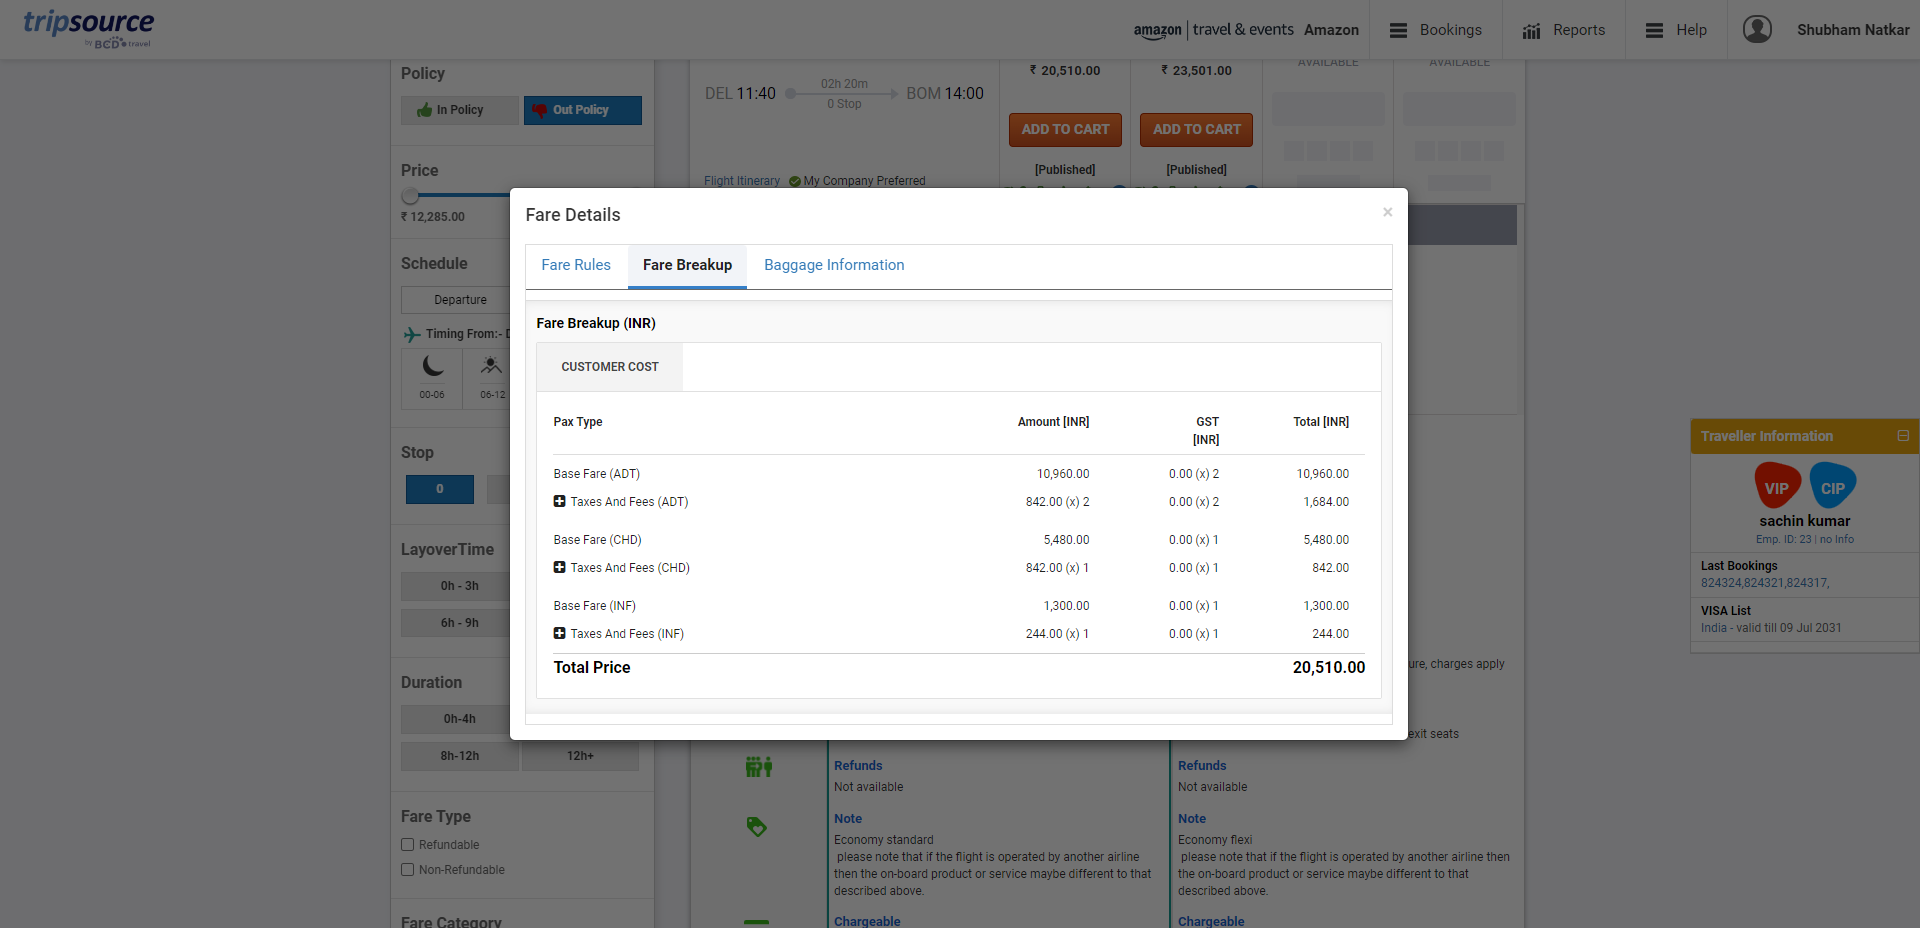 tripsource
by BCD travel
amazon | travel & events Amazon
Bookings
Reports
Help
Shubham Natkar
Policy
In Policy
Out Policy
Price
₹ 12,285.00
Schedule
Departure
Timing From:-
00-06
06-12
Stop
0
LayoverTime
0h - 3h
6h - 9h
Duration
0h-4h
8h-12h
12h+
Fare Type
Refundable
Non-Refundable
Fare Category
DEL 11:40
02h 20m
0 Stop
BOM 14:00
Flight Itinerary
My Company Preferred
₹ 20,510.00
ADD TO CART
[Published]
₹ 23,501.00
ADD TO CART
[Published]
AVAILABLE
AVAILABLE
Fare Details
×
Fare Rules
Fare Breakup
Baggage Information
Fare Breakup (INR)
CUSTOMER COST
Pax Type Amount [INR] GST [INR] Total [INR]
Base Fare (ADT) 10,960.00 0.00 (x) 2 10,960.00
Taxes And Fees (ADT) 842.00 (x) 2 0.00 (x) 2 1,684.00
Base Fare (CHD) 5,480.00 0.00 (x) 1 5,480.00
Taxes And Fees (CHD) 842.00 (x) 1 0.00 (x) 1 842.00
Base Fare (INF) 1,300.00 0.00 (x) 1 1,300.00
Taxes And Fees (INF) 244.00 (x) 1 0.00 (x) 1 244.00
Total Price 20,510.00
charges apply
exit seats
Refunds
Not available
Note
Economy standard
please note that if the flight is operated by another airline
then the on-board product or service maybe different to that
described above.
Chargeable
Refunds
Not available
Note
Economy flexi
please note that if the flight is operated by another airline then
the on-board product or service maybe different to that
described above.
Chargeable
Traveller Information
VIP
CIP
sachin kumar
Emp. ID: 23 | no Info
Last Bookings
824324,824321,824317,
VISA List
India - valid till 09 Jul 2031